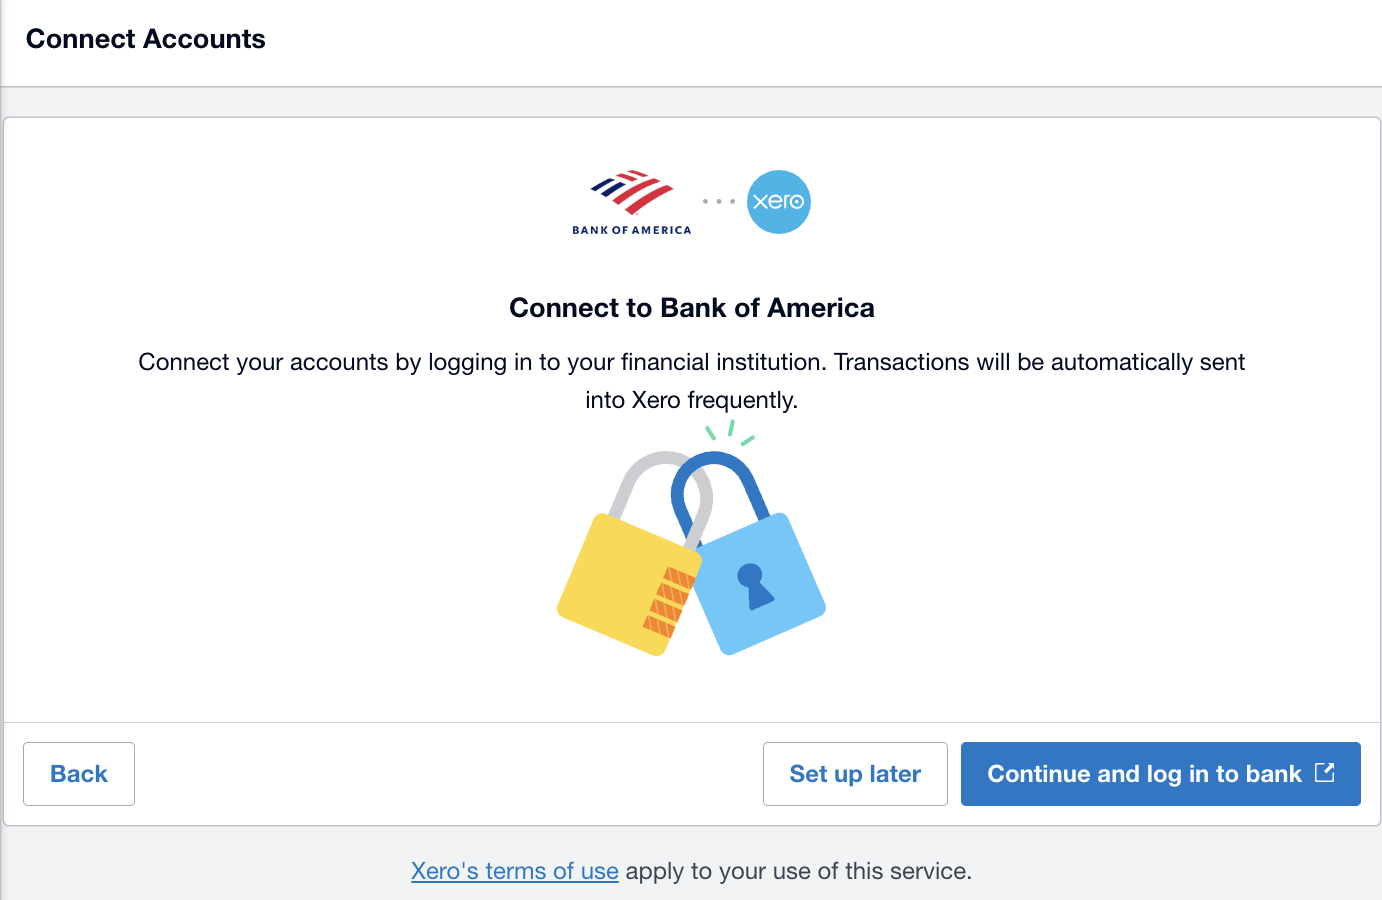 Connect Accounts
BANK OF AMERICA
xero
Connect to Bank of America
Connect your accounts by logging in to your financial institution. Transactions will be automatically sent
into Xero frequently.
Back
Set up later
Continue and log in to bank
Xero's terms of use apply to your use of this service.